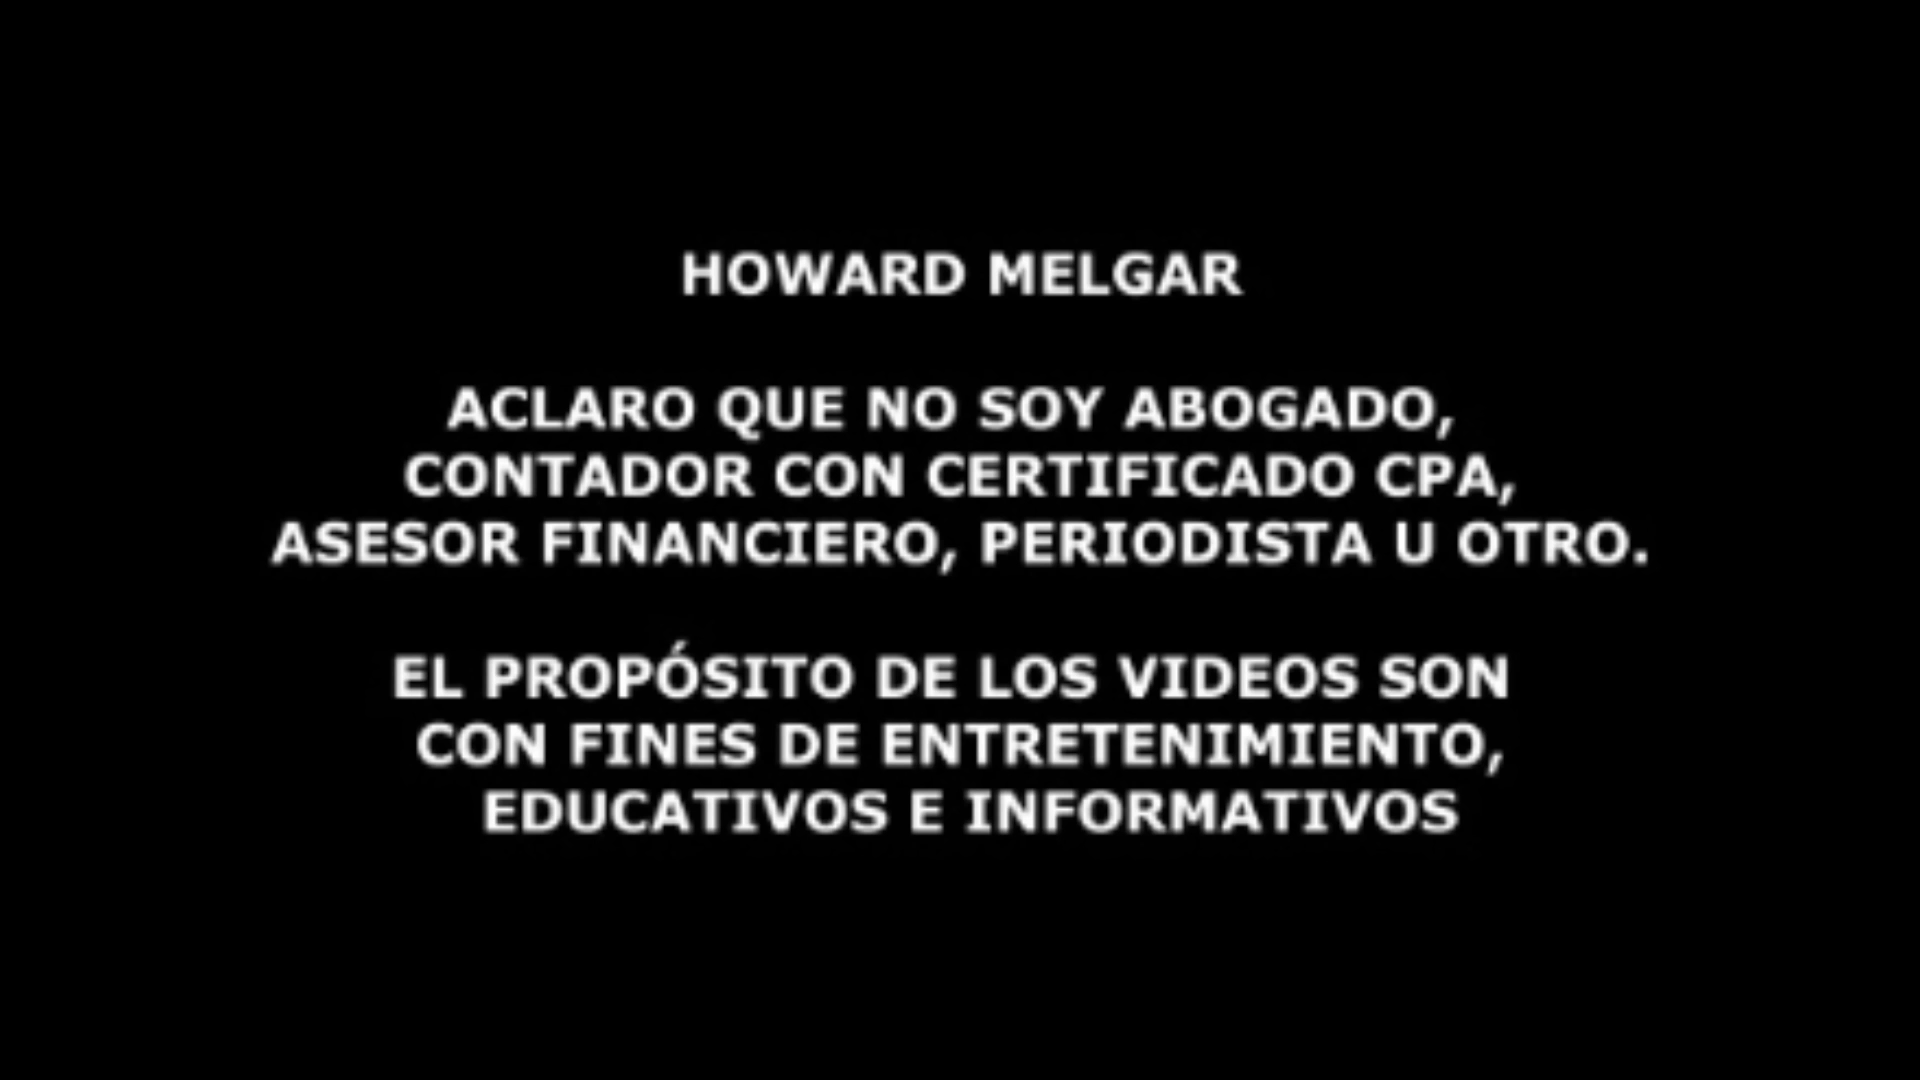 HOWARD MELGAR
ACLARO QUE NO SOY ABOGADO,
CONTADOR CON CERTIFICADO CPA,
ASESOR FINANCIERO, PERIODISTA U OTRO.
EL PROPÓSITO DE LOS VIDEOS SON
CON FINES DE ENTRETENIMIENTO,
EDUCATIVOS E INFORMATIVOS